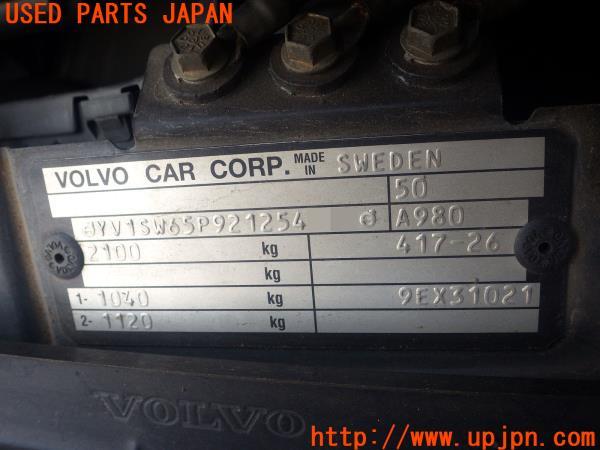 USED PARTS JAPAN
VOLVO CAR CORP. MADE IN SWEDEN
50
YV1SW65P921254 A980
2100 kg 417-26
kg
1- 1040 kg 9EX31021
2- 1120 kg
VOLVO
http://www.upjpn.com/